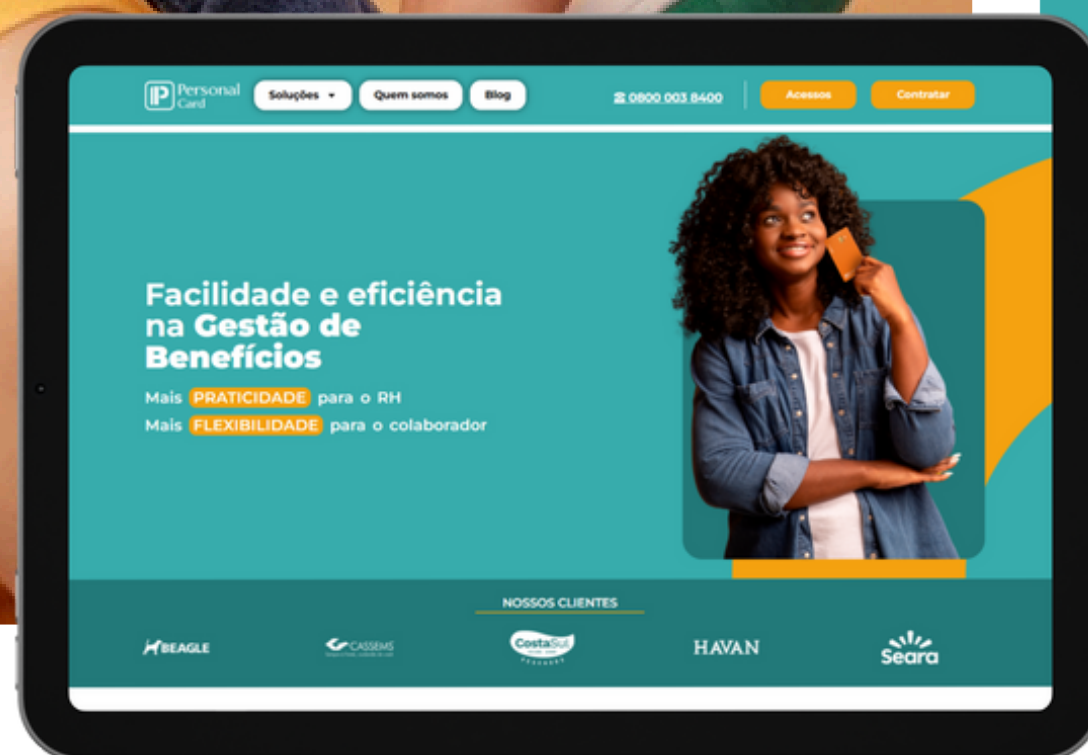 Personal
Card
Soluções
Quem somos
Blog
0800 003 8400
Acessos
Contratar
Facilidade e eficiência
na Gestão de
Benefícios
Mais PRATICIDADE para o RH
Mais FLEXIBILIDADE para o colaborador
NOSSOS CLIENTES
BEAGLE
CASSEMS
CostaSul
PESCADOS
HAVAN
Seara